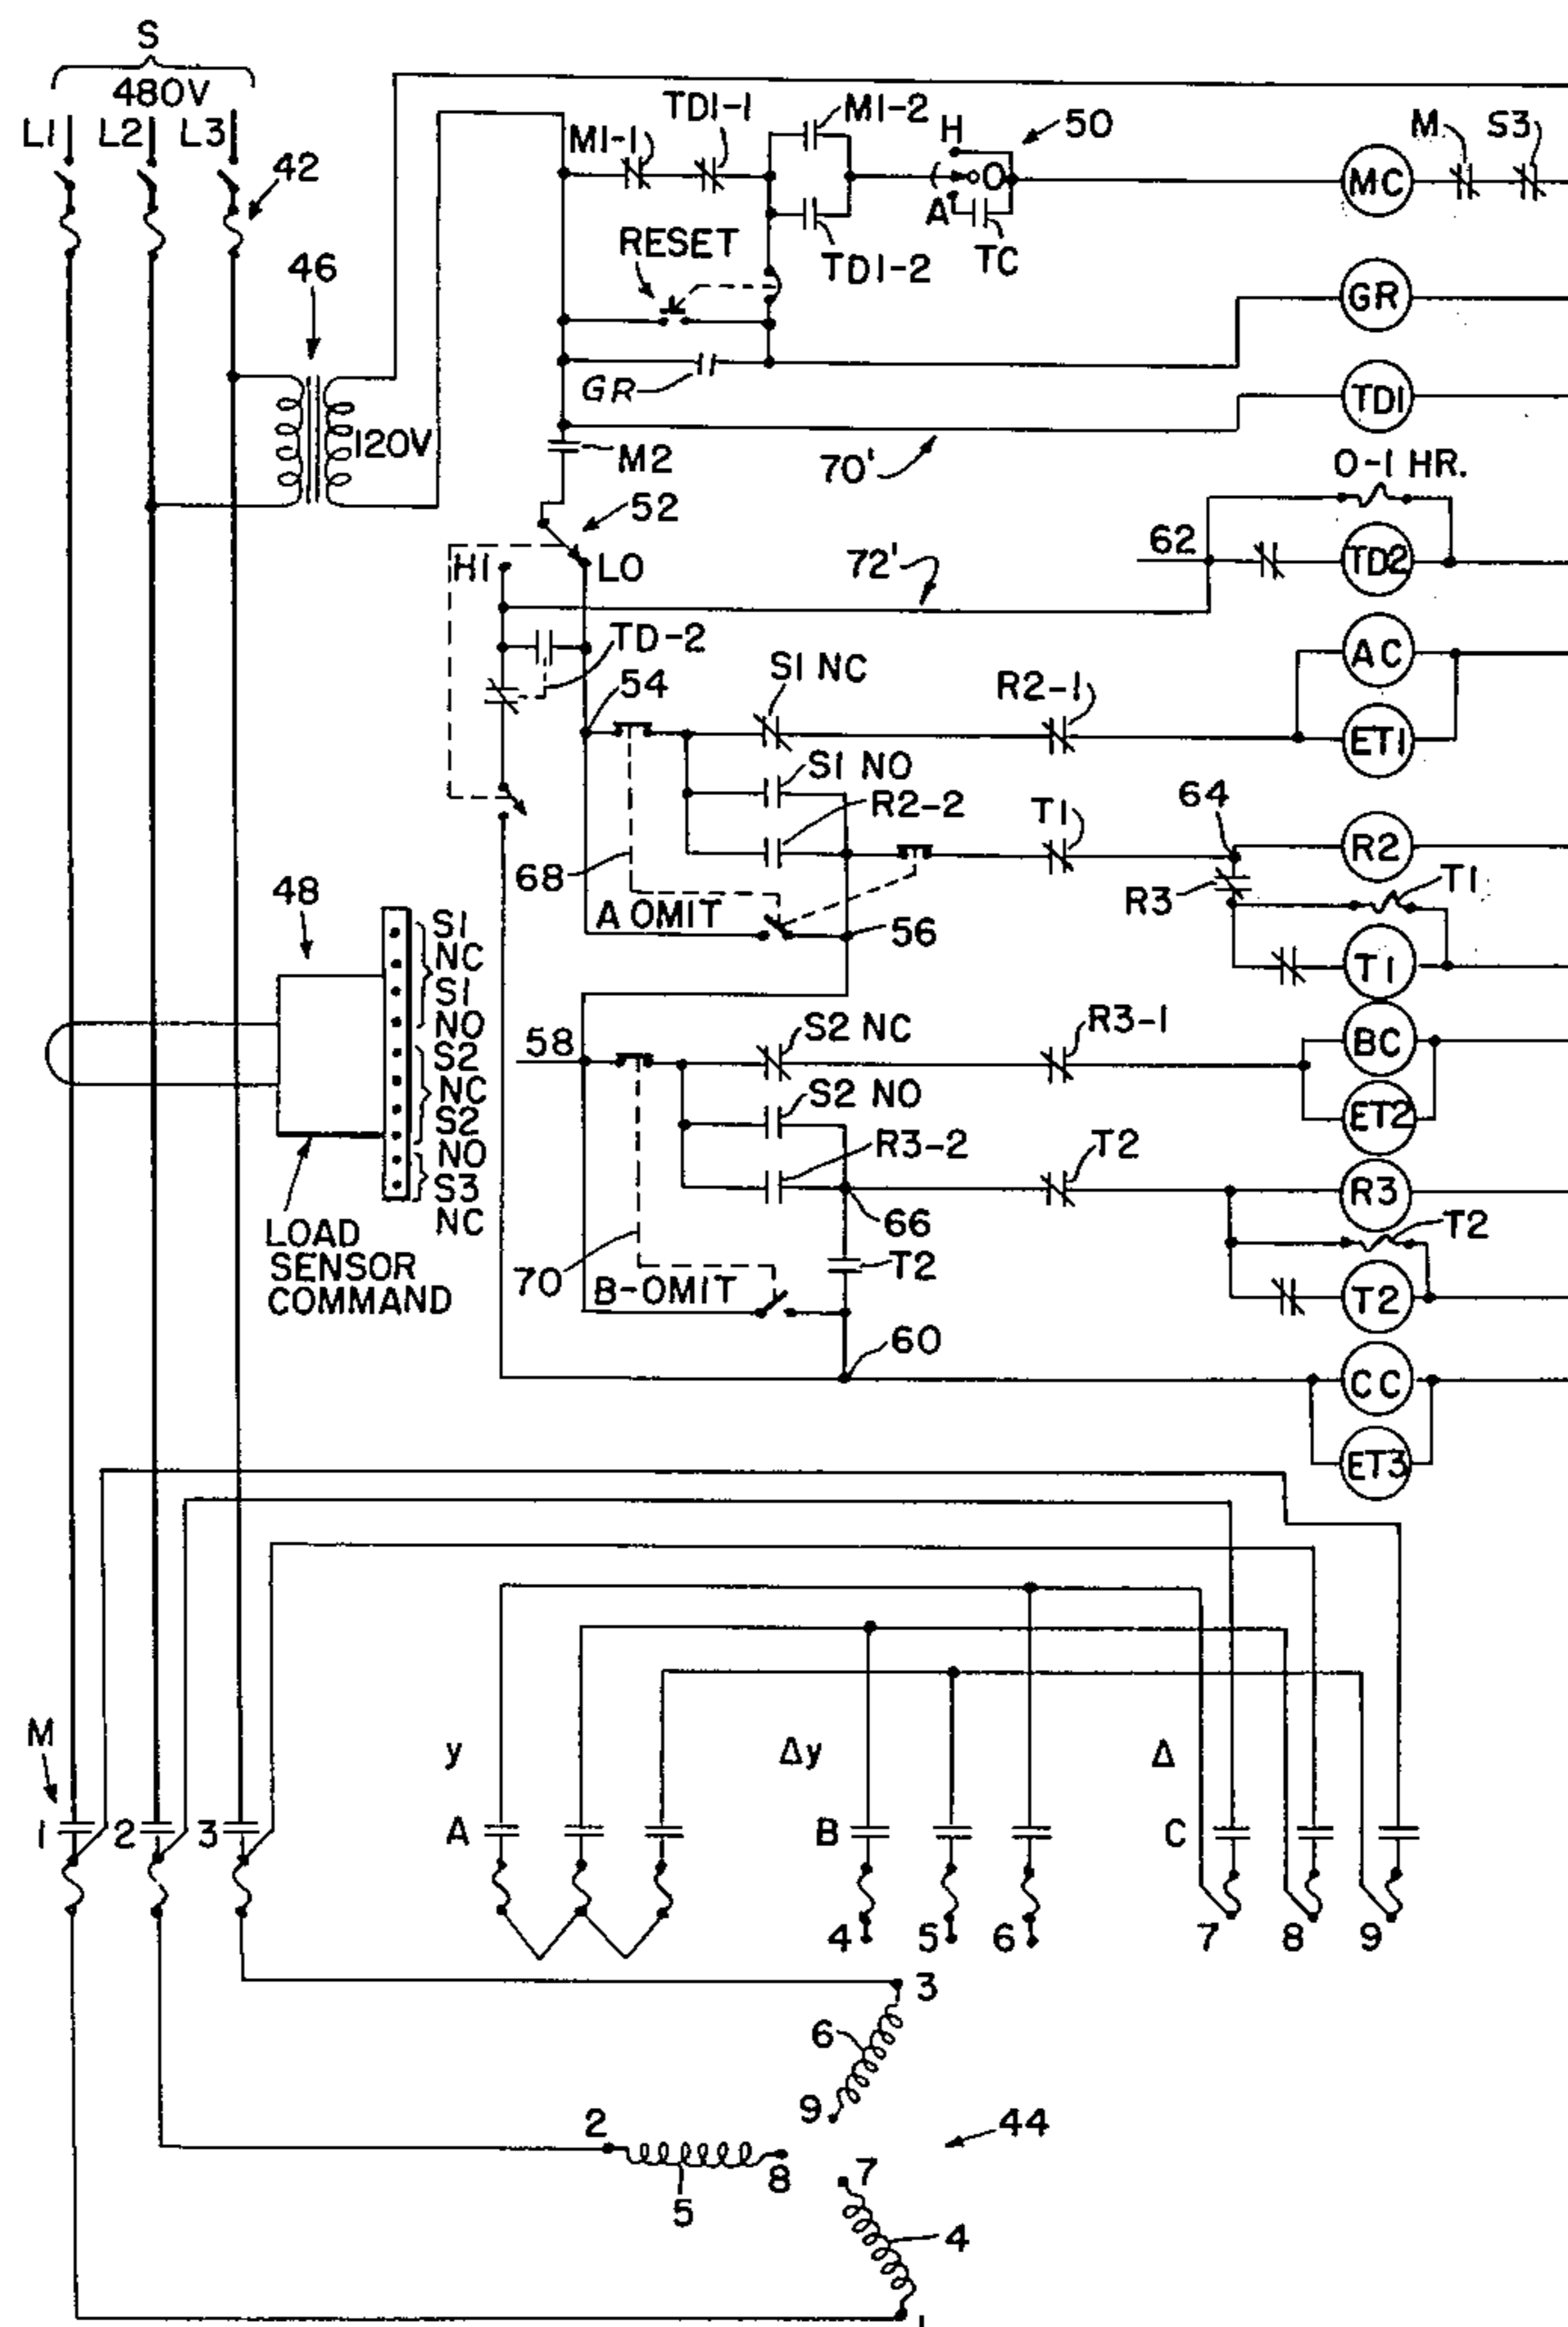 S
480V
L1 L2 L3
42
46
120V
M1-1
TD1-1
M1-2
H
50
O
A
TC
TD1-2
RESET
GR
M2
70'
M
S3
MC
GR
TD1
0-1 HR.
52
HI
LO
72'
62
TD2
TD-2
54
S1 NC
R2-1
AC
ET1
S1 NO
R2-2
T1
64
R2
68
A OMIT
56
R3
T1
T1
48
S1
NC
S1
NO
S2
NC
S2
NO
S3
NC
LOAD
SENSOR
COMMAND
58
S2 NC
R3-1
BC
ET2
S2 NO
R3-2
T2
R3
66
70
B-OMIT
T2
T2
T2
60
CC
ET3
M
y
Δy
Δ
1 2 3
A
B
C
4 5 6
7 8 9
3
6
9
44
2
8
5
7
4
1